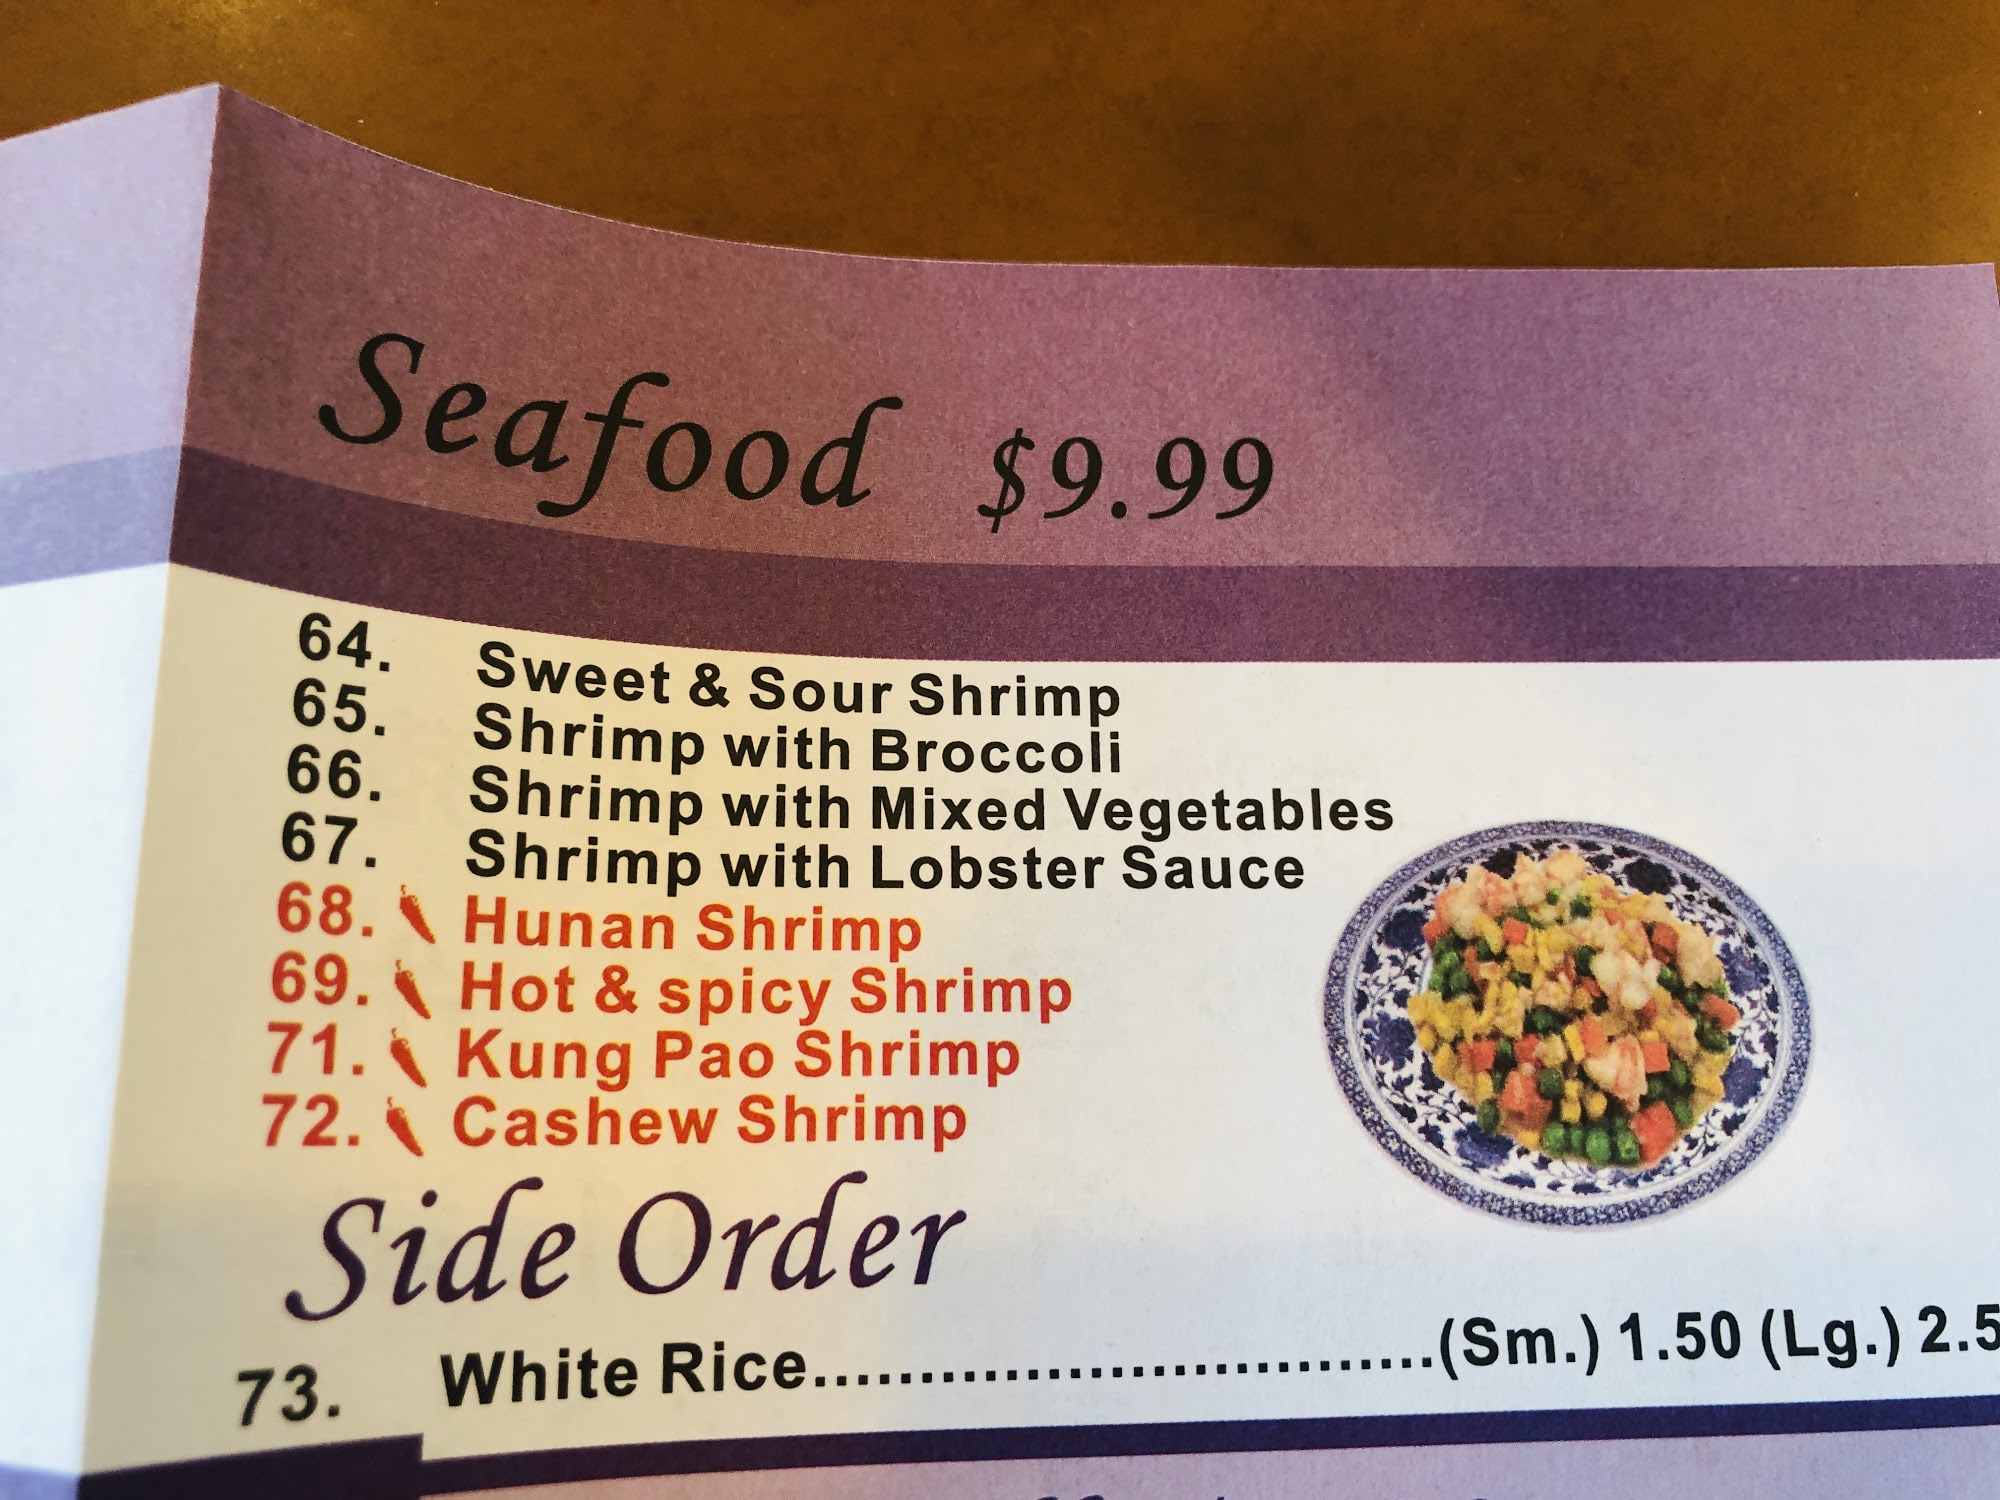 Seafood $9.99
64. Sweet & Sour Shrimp
65. Shrimp with Broccoli
66. Shrimp with Mixed Vegetables
67. Shrimp with Lobster Sauce
68. Hunan Shrimp
69. Hot & spicy Shrimp
71. Kung Pao Shrimp
72. Cashew Shrimp
Side Order
73. White Rice....................................(Sm.) 1.50 (Lg.) 2.5